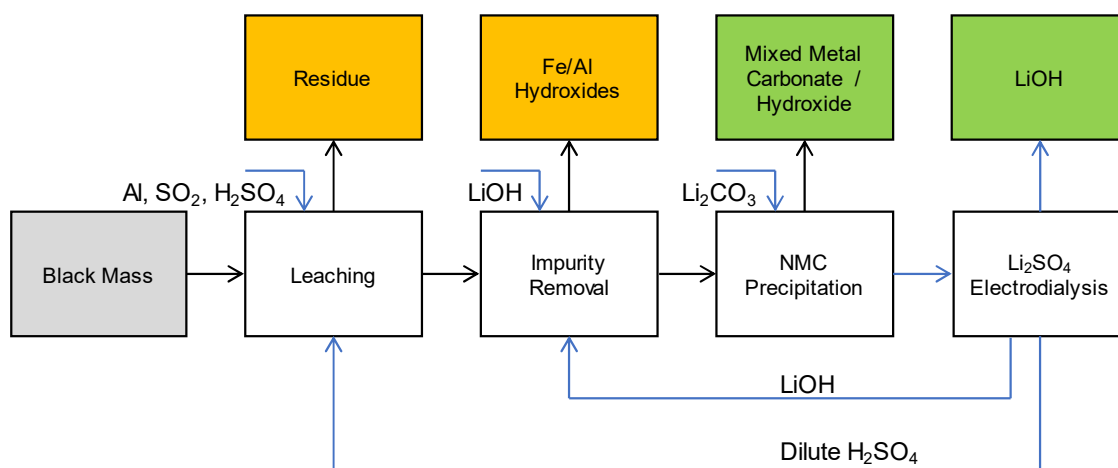 Residue
Fe/Al
Hydroxides
Mixed Metal
Carbonate /
Hydroxide
LiOH
Al, SO₂, H₂SO₄
LiOH
Li₂CO₃
Black Mass
Leaching
Impurity
Removal
NMC
Precipitation
Li₂SO₄
Electrodialysis
LiOH
Dilute H₂SO₄